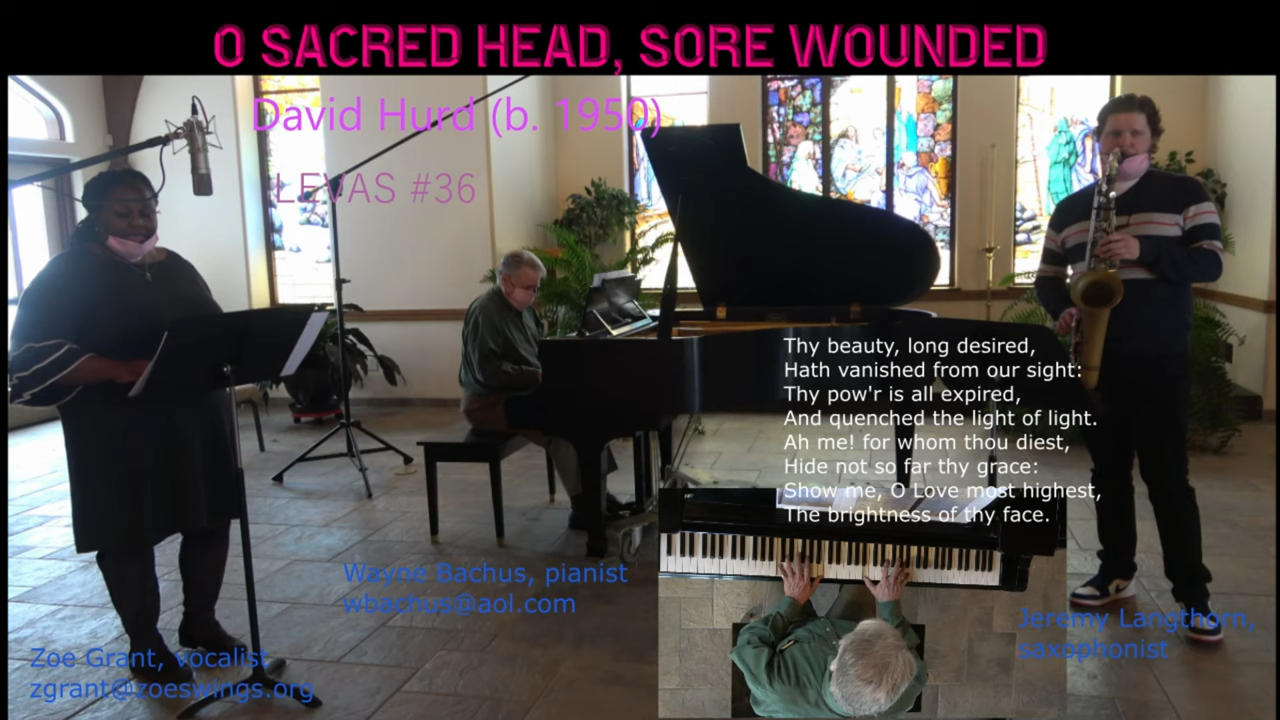 O SACRED HEAD, SORE WOUNDED
David Hurd (b. 1950)
LEVAS #36
Thy beauty, long desired,
Hath vanished from our sight:
Thy pow'r is all expired,
And quenched the light of light.
Ah me! for whom thou diest,
Hide not so far thy grace:
Show me, O Love most highest,
The brightness of thy face.
Wayne Bachus, pianist
wbachus@aol.com
Jeremy Langthorn,
saxophonist
Zoe Grant, vocalist
zgrant@zoeswings.org